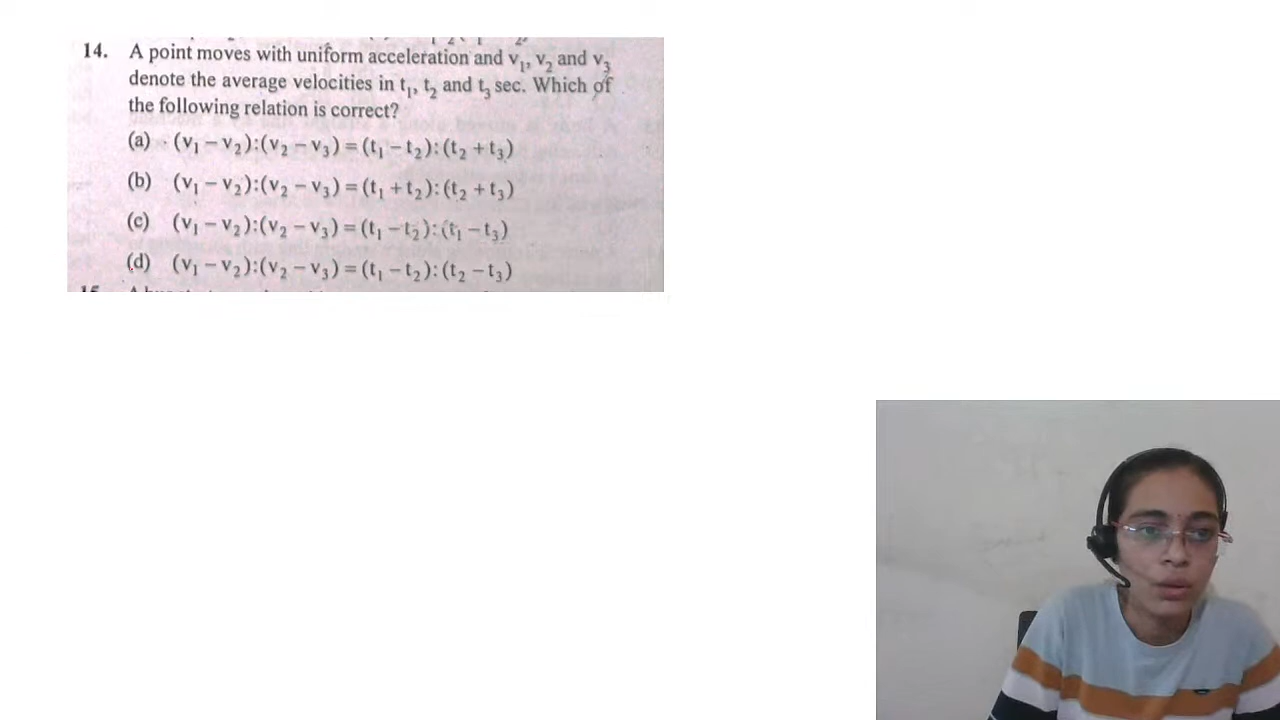 14. A point moves with uniform acceleration and v₁, v₂ and v₃
denote the average velocities in t₁, t₂ and t₃ sec. Which of
the following relation is correct?
(a) (v₁ – v₂):(v₂ – v₃) = (t₁ – t₂):(t₂ + t₃)
(b) (v₁ – v₂):(v₂ – v₃) = (t₁ + t₂):(t₂ + t₃)
(c) (v₁ – v₂):(v₂ – v₃) = (t₁ – t₂):(t₁ – t₃)
(d) (v₁ – v₂):(v₂ – v₃) = (t₁ – t₂):(t₂ – t₃)